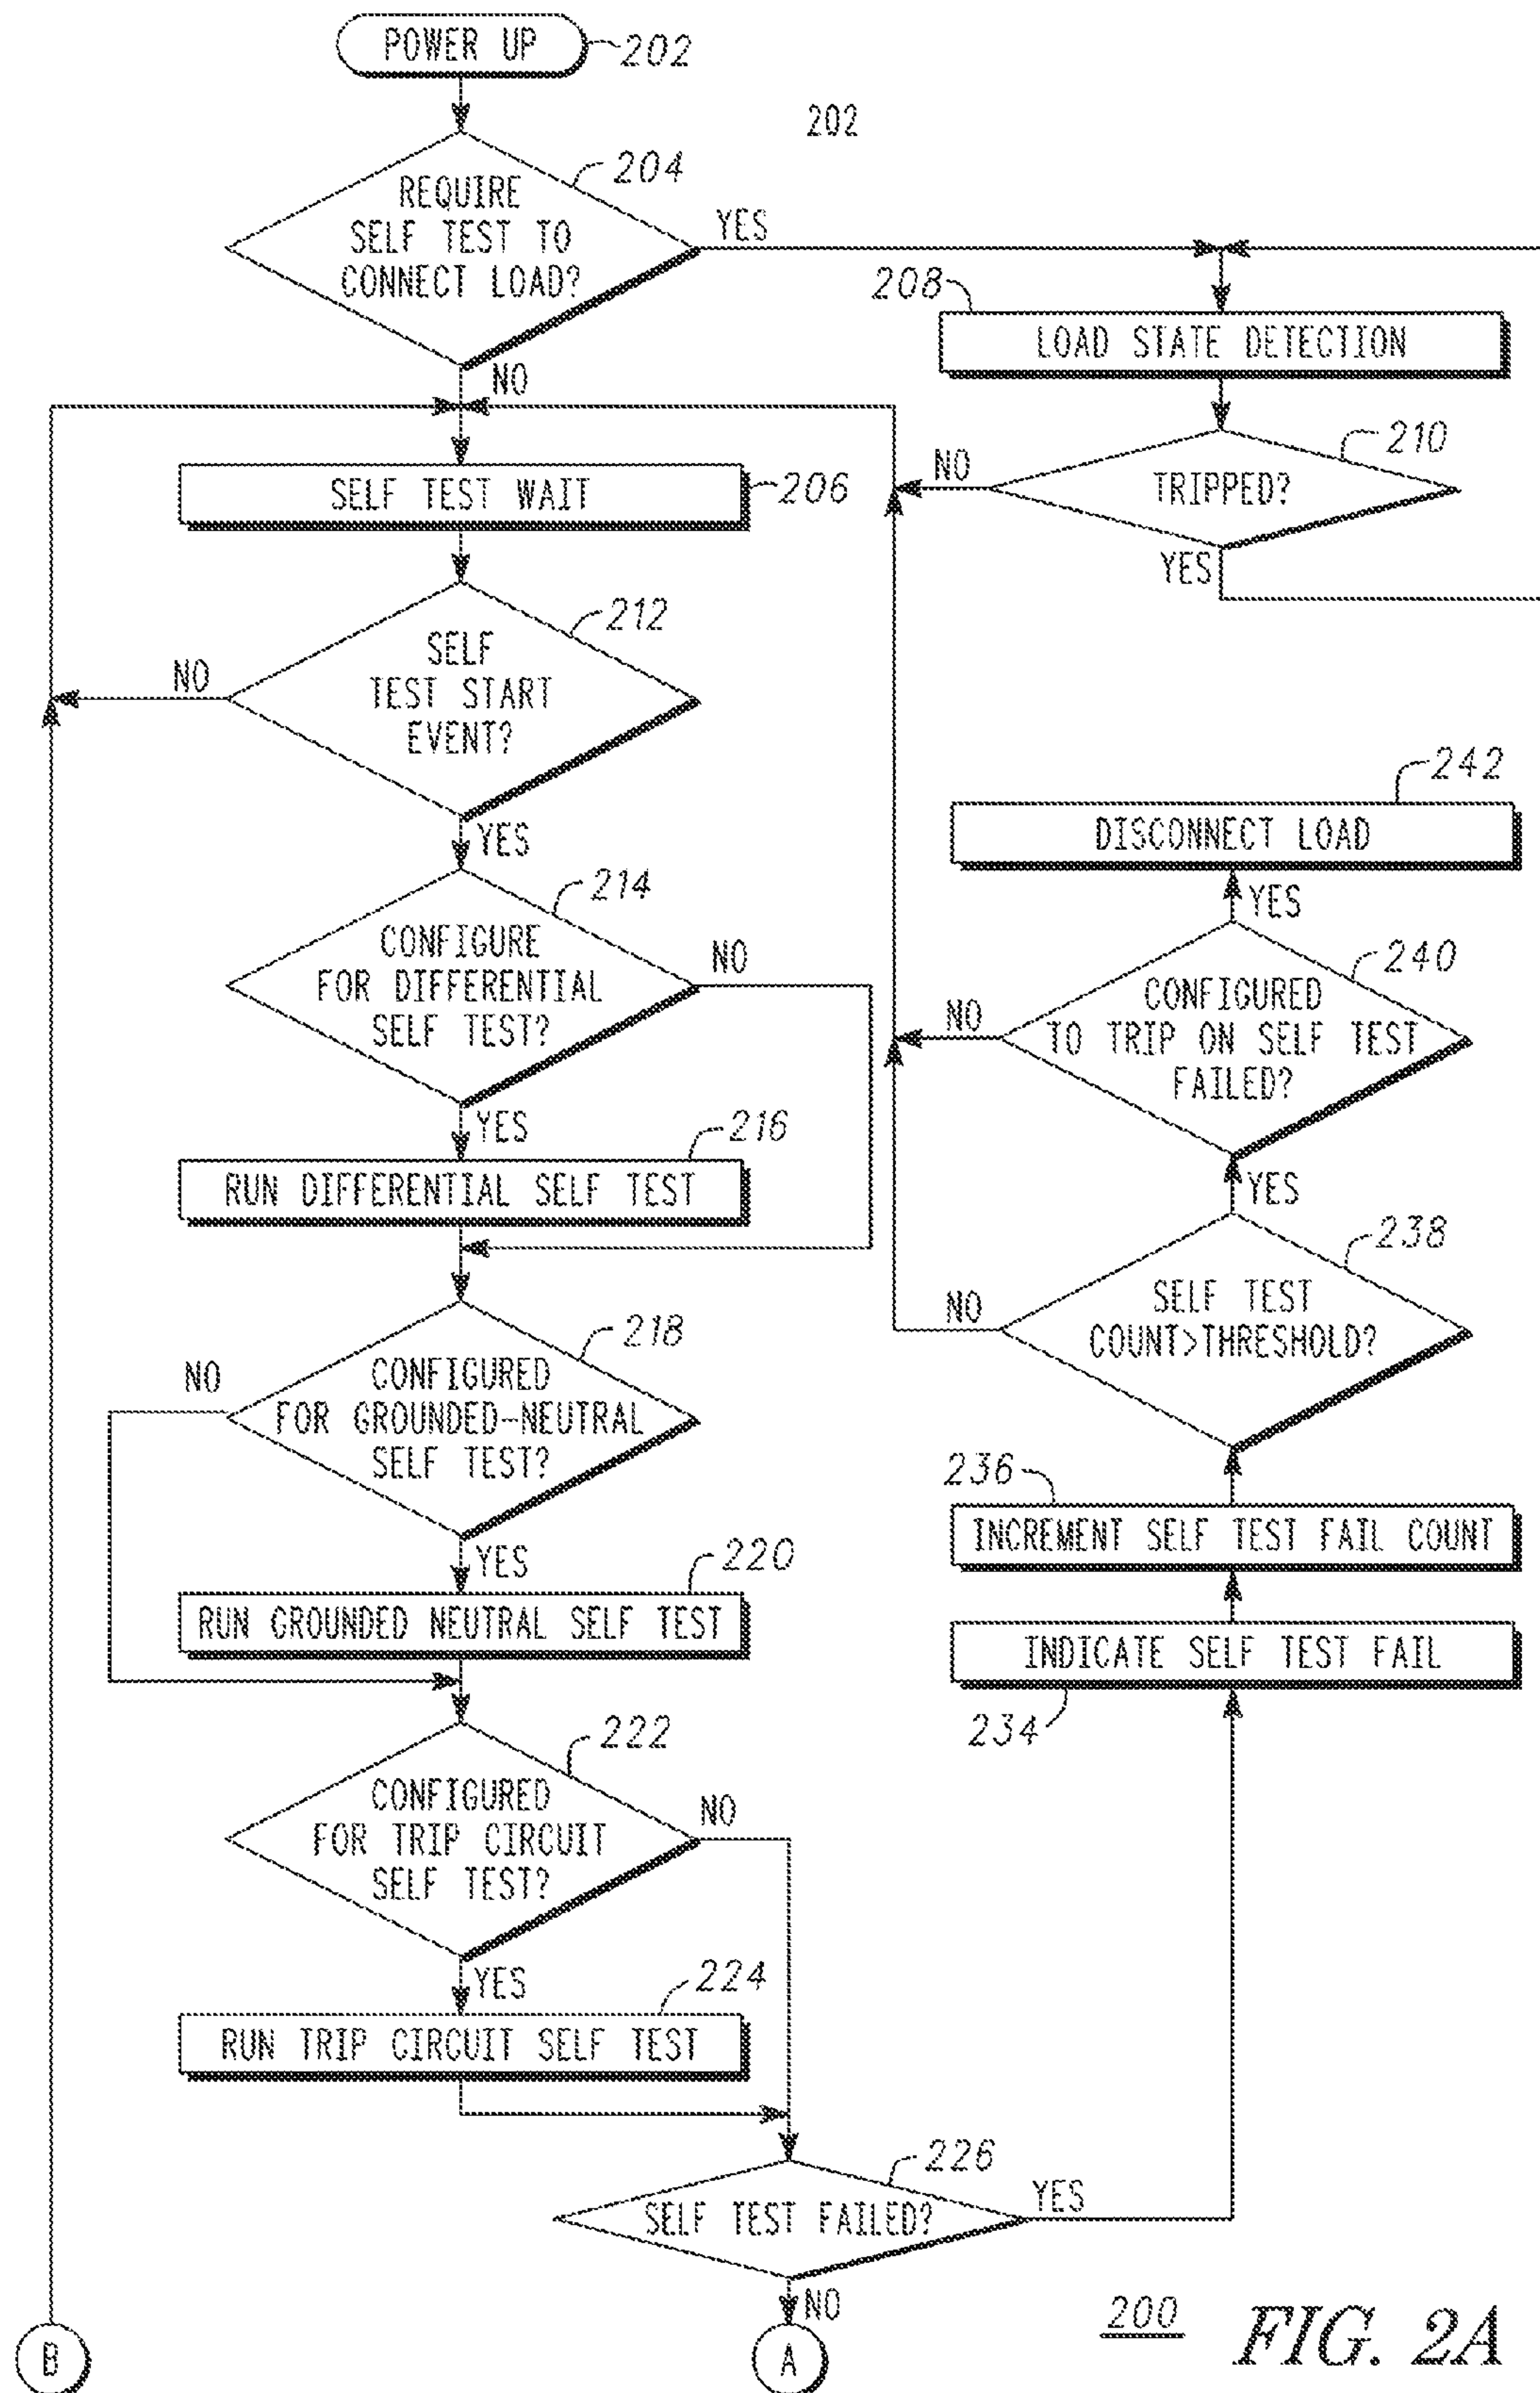 POWER UP
202
202
REQUIRE
SELF TEST TO
CONNECT LOAD?
204
YES
NO
208
LOAD STATE DETECTION
TRIPPED?
210
NO
YES
SELF TEST WAIT
206
SELF
TEST START
EVENT?
212
NO
YES
CONFIGURE
FOR DIFFERENTIAL
SELF TEST?
214
NO
YES
216
RUN DIFFERENTIAL SELF TEST
CONFIGURED
FOR GROUNDED-NEUTRAL
SELF TEST?
218
NO
YES
220
RUN GROUNDED NEUTRAL SELF TEST
CONFIGURED
FOR TRIP CIRCUIT
SELF TEST?
222
NO
YES
224
RUN TRIP CIRCUIT SELF TEST
SELF TEST FAILED?
226
YES
NO
242
DISCONNECT LOAD
YES
CONFIGURED
TO TRIP ON SELF TEST
FAILED?
240
NO
YES
SELF TEST
COUNT>THRESHOLD?
238
NO
236
INCREMENT SELF TEST FAIL COUNT
INDICATE SELF TEST FAIL
234
B
A
200
FIG. 2A